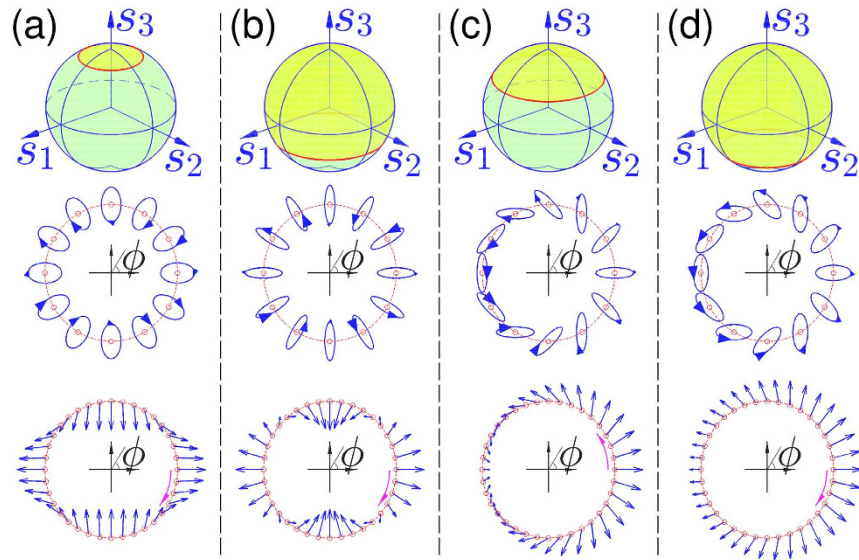 (a) (b) (c) (d)
s3 s3 s3 s3
s1 s2 s1 s2 s1 s2 s1 s2
ϕ ϕ ϕ ϕ
ϕ ϕ ϕ ϕ